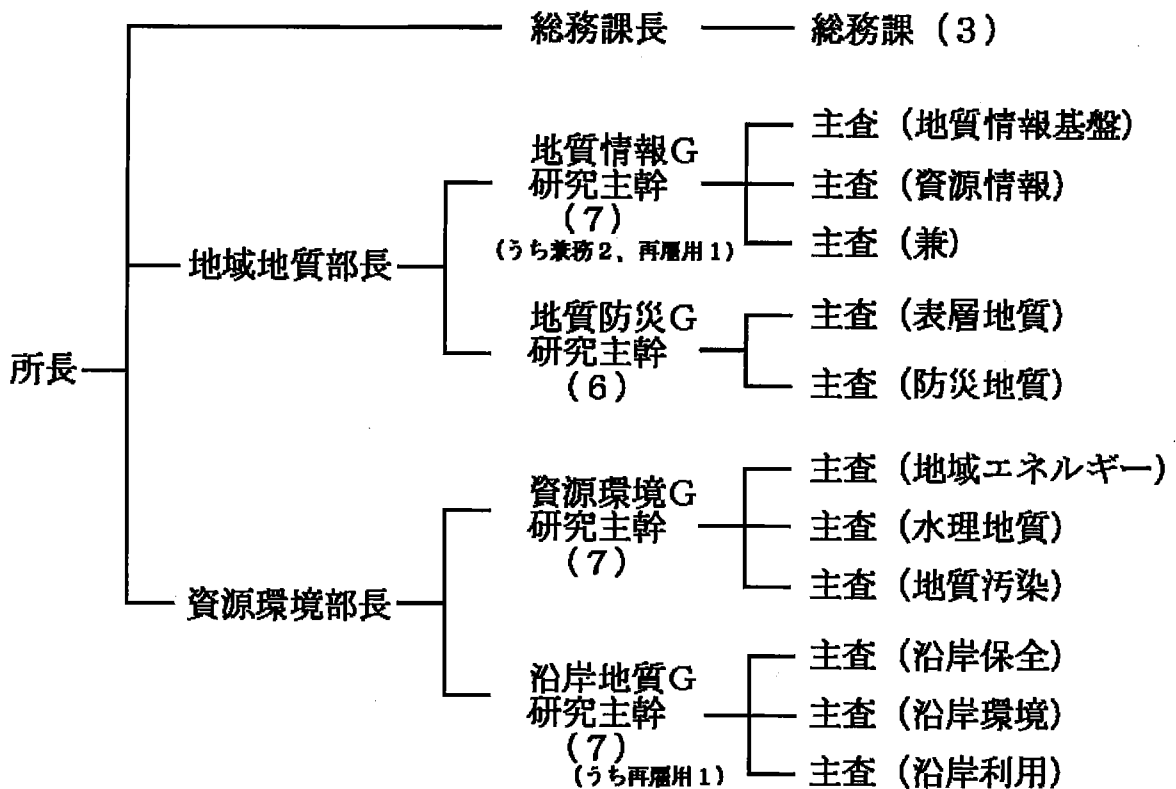 総務課長 総務課（3）
地質情報G
研究主幹
（7）
（うち兼務2、再雇用1）
主査（地質情報基盤）
主査（資源情報）
主査（兼）
地域地質部長
地質防災G
研究主幹
（6）
主査（表層地質）
主査（防災地質）
所長
資源環境G
研究主幹
（7）
主査（地域エネルギー）
主査（水理地質）
主査（地質汚染）
資源環境部長
沿岸地質G
研究主幹
（7）
（うち再雇用1）
主査（沿岸保全）
主査（沿岸環境）
主査（沿岸利用）